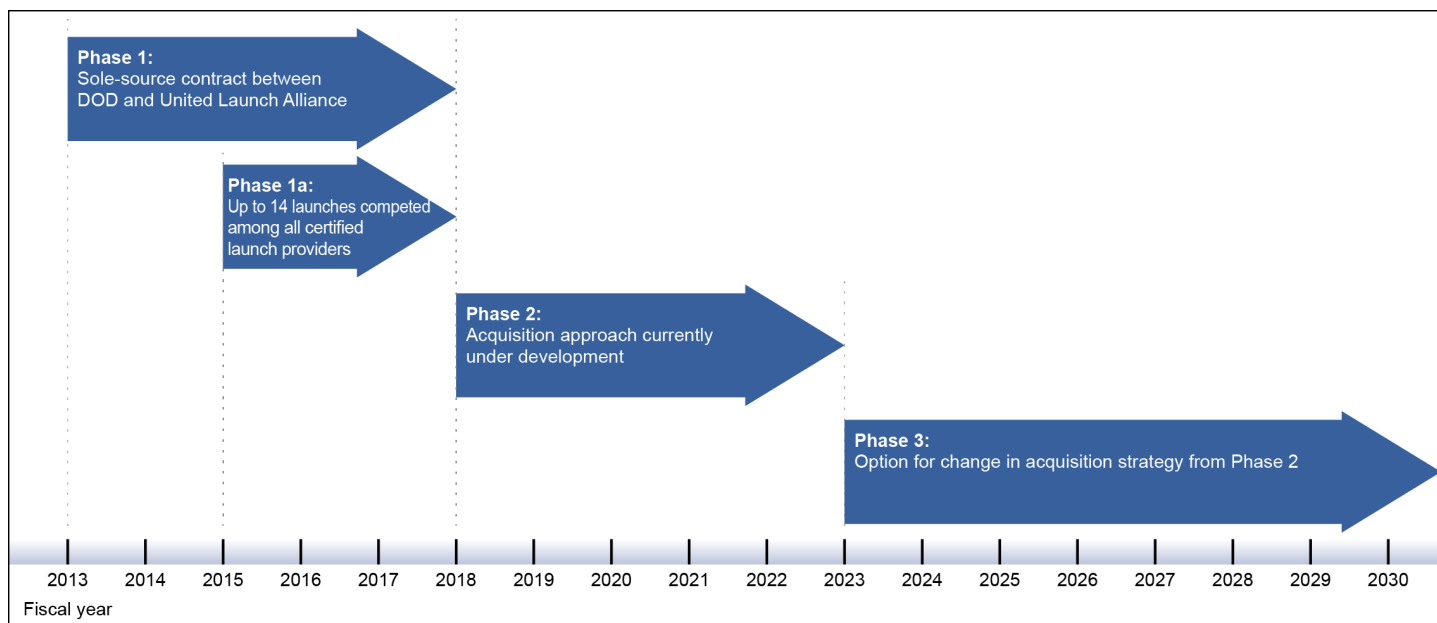 Phase 1:
Sole-source contract between
DOD and United Launch Alliance
Phase 1a:
Up to 14 launches competed
among all certified
launch providers
Phase 2:
Acquisition approach currently
under development
Phase 3:
Option for change in acquisition strategy from Phase 2
2013 2014 2015 2016 2017 2018 2019 2020 2021 2022 2023 2024 2025 2026 2027 2028 2029 2030
Fiscal year